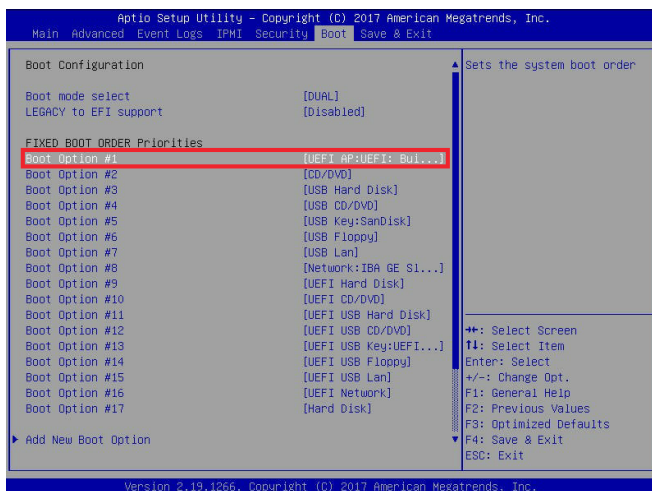 Aptio Setup Utility – Copyright (C) 2017 American Megatrends, Inc.
Main Advanced Event Logs IPMI Security Boot Save & Exit
Boot Configuration
Boot mode select [DUAL]
LEGACY to EFI support [Disabled]
FIXED BOOT ORDER Priorities
Boot Option #1 [UEFI AP:UEFI: Bui...]
Boot Option #2 [CD/DVD]
Boot Option #3 [USB Hard Disk]
Boot Option #4 [USB CD/DVD]
Boot Option #5 [USB Key:SanDisk]
Boot Option #6 [USB Floppy]
Boot Option #7 [USB Lan]
Boot Option #8 [Network:IBA GE Sl...]
Boot Option #9 [UEFI Hard Disk]
Boot Option #10 [UEFI CD/DVD]
Boot Option #11 [UEFI USB Hard Disk]
Boot Option #12 [UEFI USB CD/DVD]
Boot Option #13 [UEFI USB Key:UEFI...]
Boot Option #14 [UEFI USB Floppy]
Boot Option #15 [UEFI USB Lan]
Boot Option #16 [UEFI Network]
Boot Option #17 [Hard Disk]
Add New Boot Option
Sets the system boot order
→←: Select Screen
↑↓: Select Item
Enter: Select
+/-: Change Opt.
F1: General Help
F2: Previous Values
F3: Optimized Defaults
F4: Save & Exit
ESC: Exit
Version 2.19.1266. Copyright (C) 2017 American Megatrends, Inc.